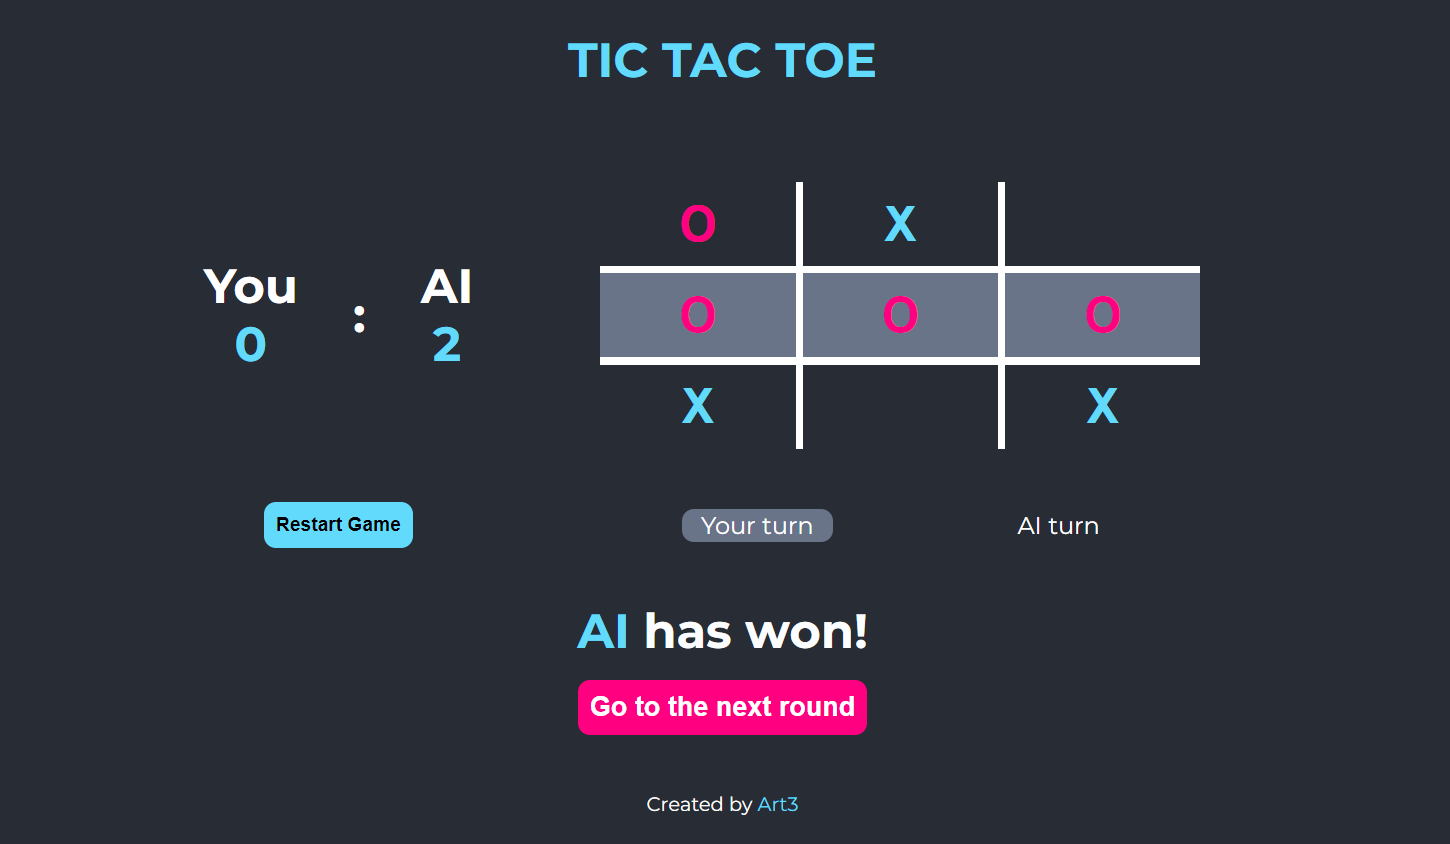 TIC TAC TOE
You : AI
0 2
O X
O O O
X X
Restart Game
Your turn
AI turn
AI has won!
Go to the next round
Created by Art3